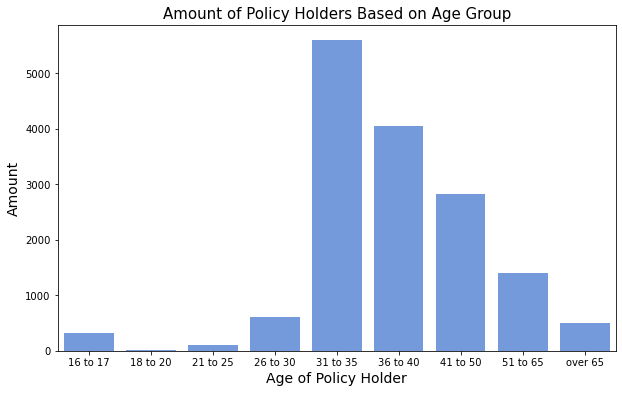 Amount of Policy Holders Based on Age Group
Amount
5000
4000
3000
2000
1000
0
16 to 17 18 to 20 21 to 25 26 to 30 31 to 35 36 to 40 41 to 50 51 to 65 over 65
Age of Policy Holder